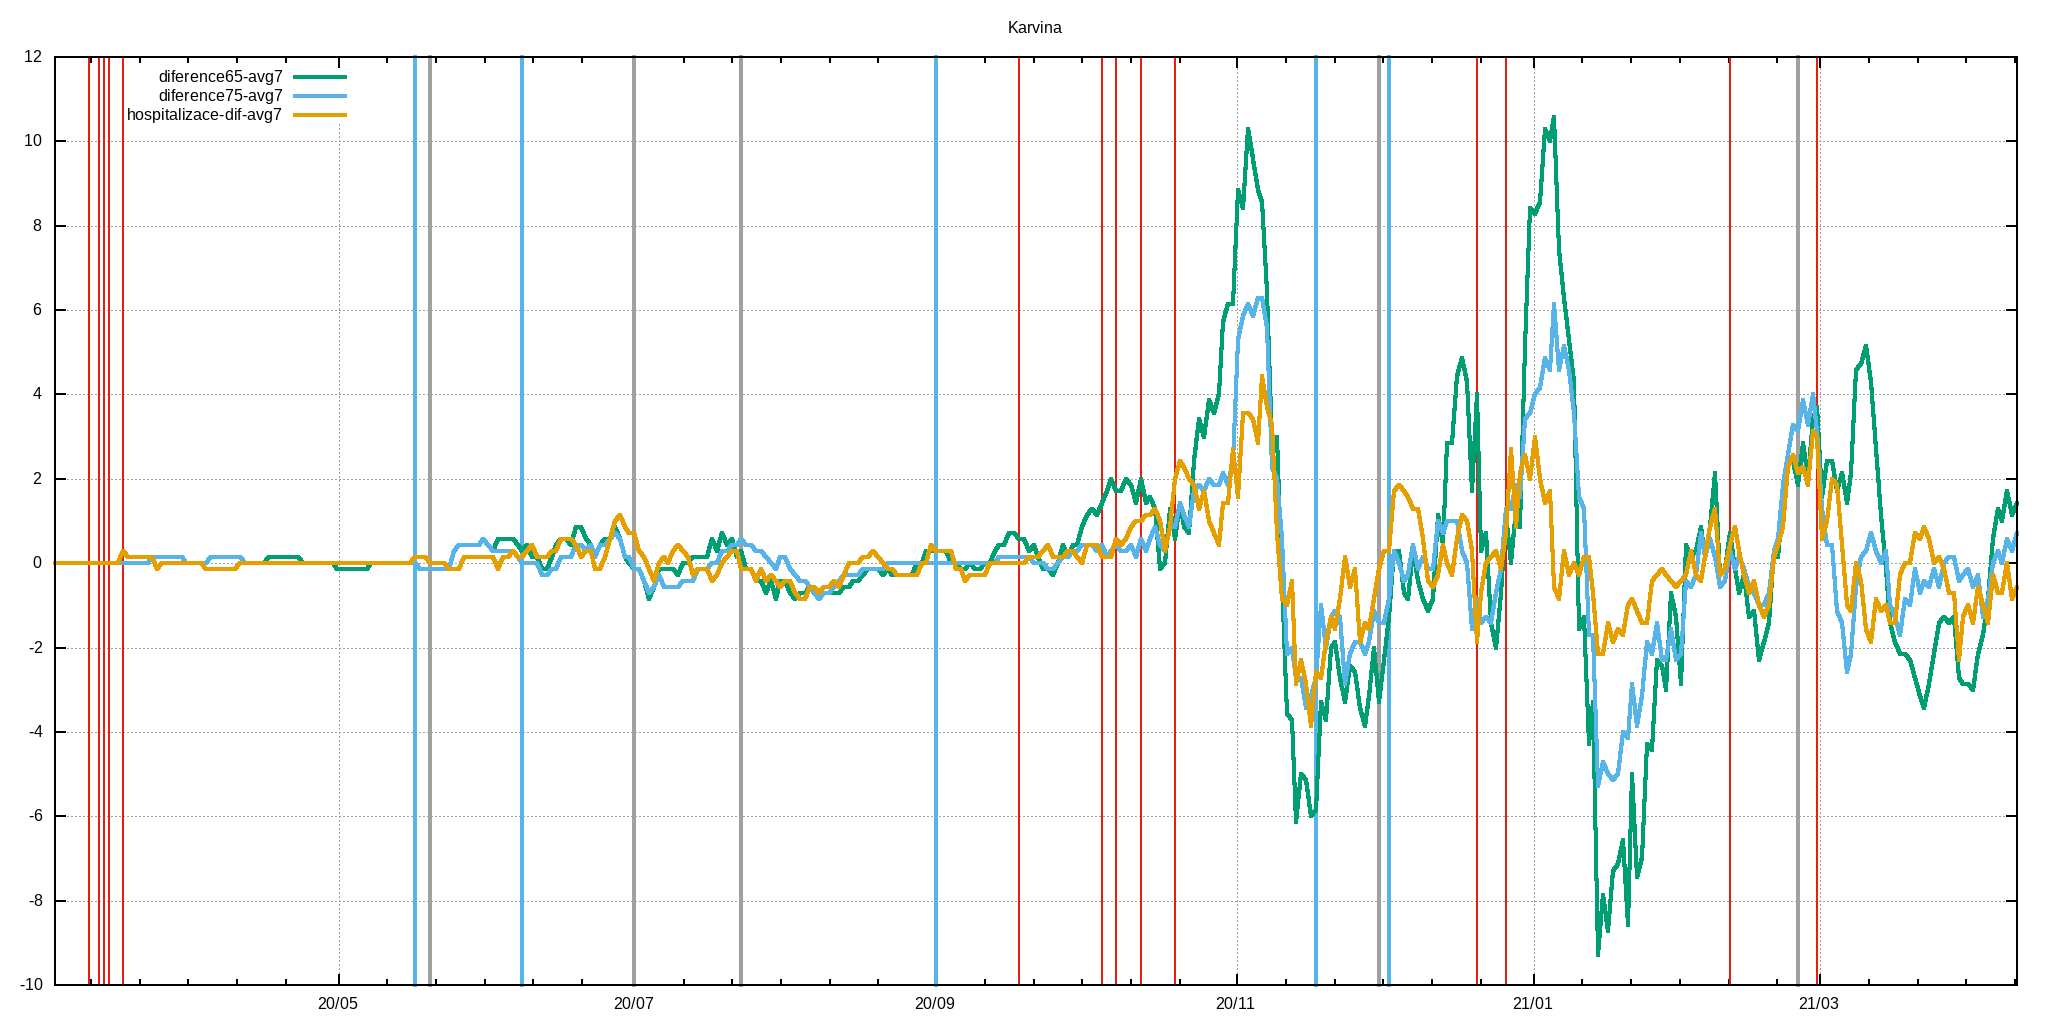 Karvina
12
diference65-avg7
diference75-avg7
hospitalizace-dif-avg7
10
8
6
4
2
0
-2
-4
-6
-8
-10
20/05 20/07 20/09 20/11 21/01 21/03